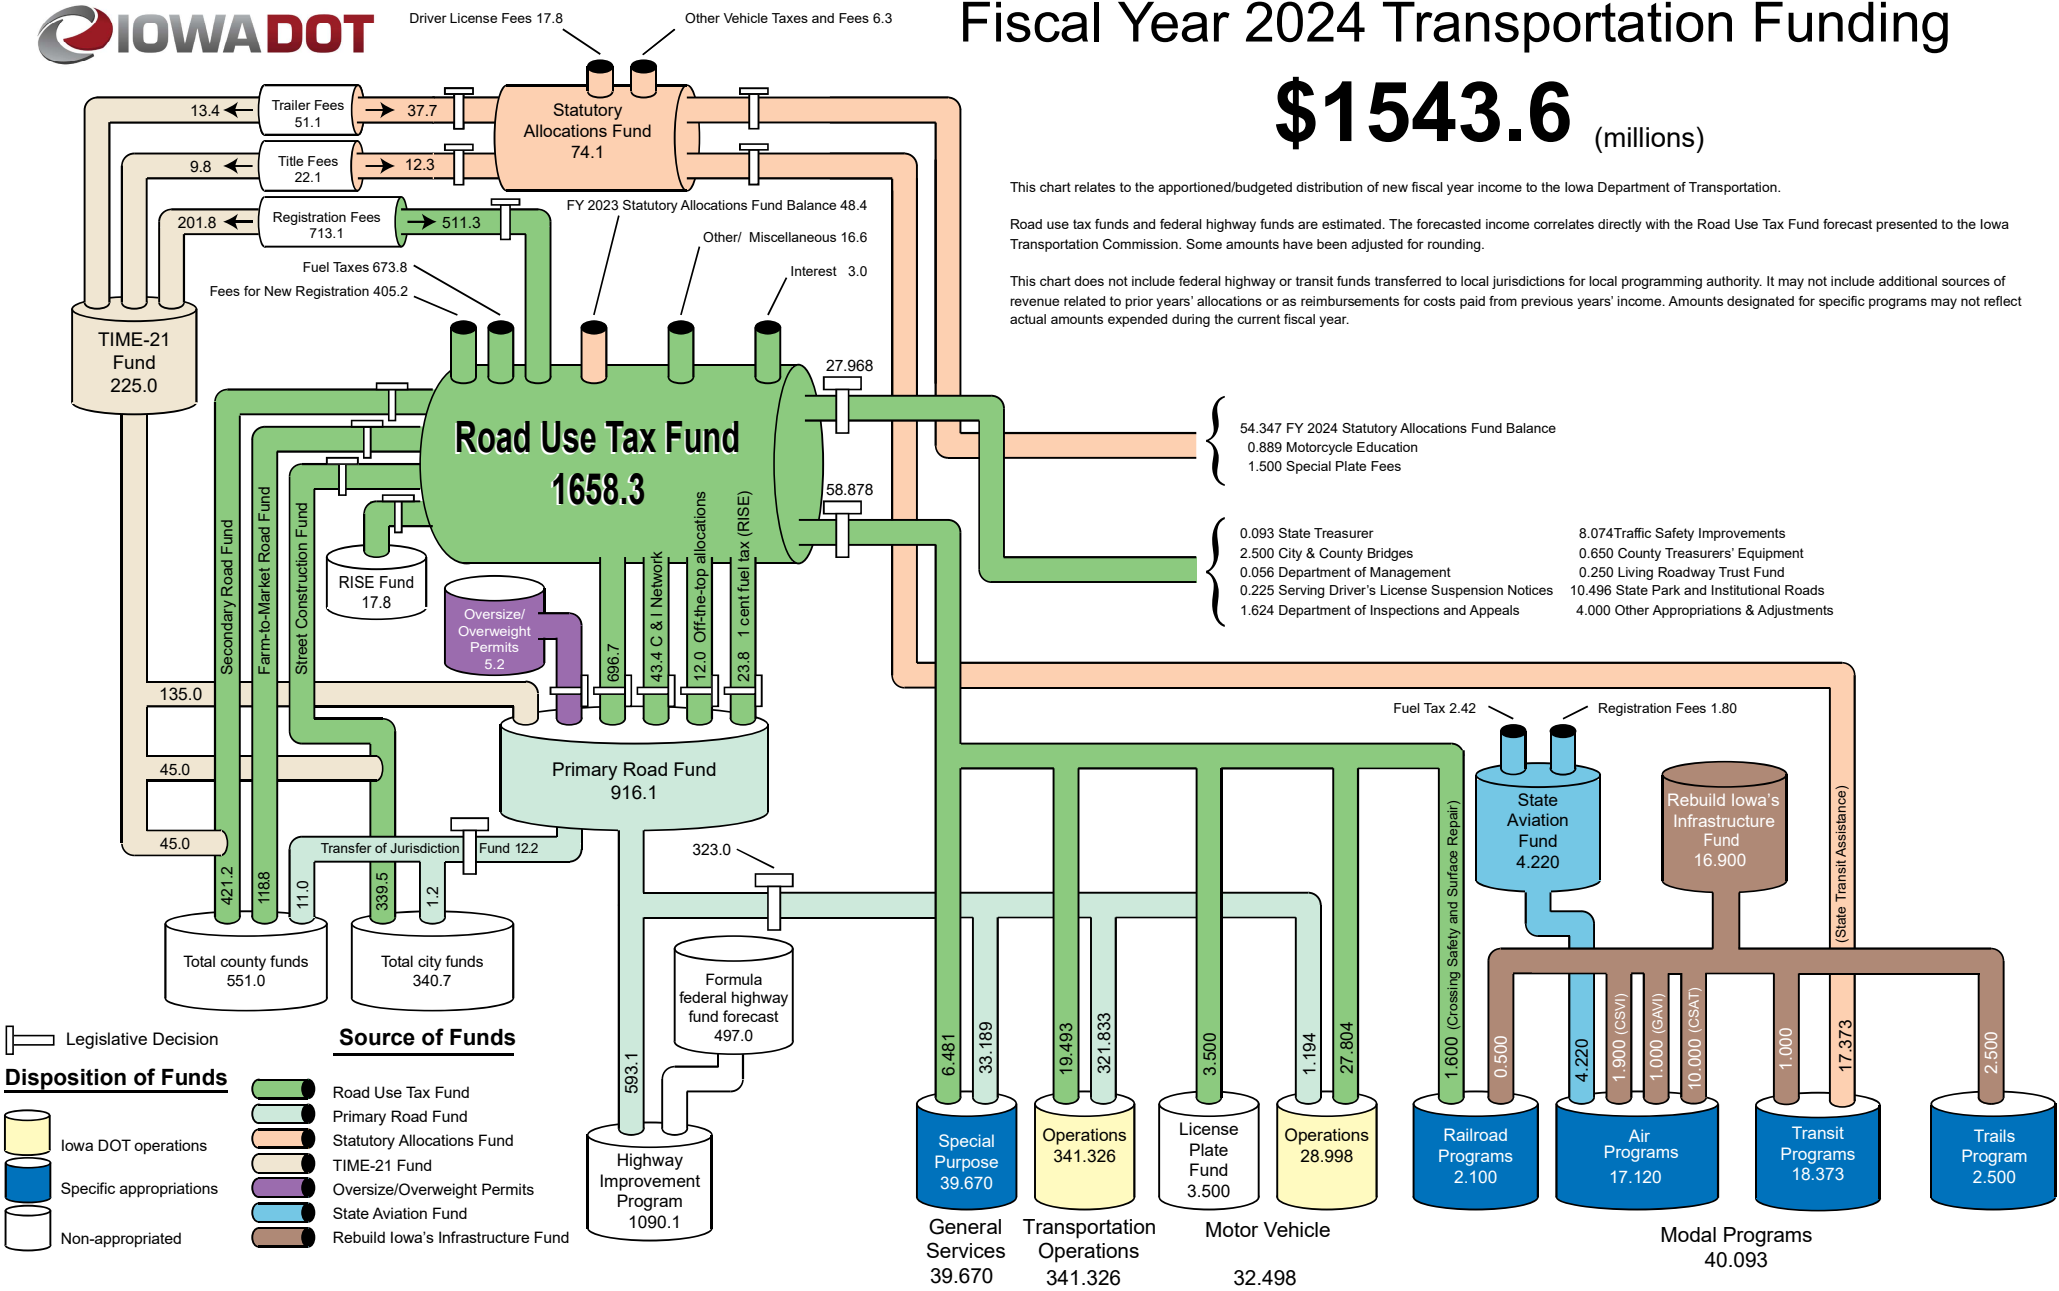 IOWADOT
Driver License Fees 17.8
Other Vehicle Taxes and Fees 6.3
Fiscal Year 2024 Transportation Funding
$1543.6 (millions)
This chart relates to the apportioned/budgeted distribution of new fiscal year income to the Iowa Department of Transportation.
Road use tax funds and federal highway funds are estimated. The forecasted income correlates directly with the Road Use Tax Fund forecast presented to the Iowa
Transportation Commission. Some amounts have been adjusted for rounding.
This chart does not include federal highway or transit funds transferred to local jurisdictions for local programming authority. It may not include additional sources of
revenue related to prior years' allocations or as reimbursements for costs paid from previous years' income. Amounts designated for specific programs may not reflect
actual amounts expended during the current fiscal year.
13.4
Trailer Fees
51.1
37.7
Statutory
Allocations Fund
74.1
9.8
Title Fees
22.1
12.3
201.8
Registration Fees
713.1
511.3
FY 2023 Statutory Allocations Fund Balance 48.4
Other/ Miscellaneous 16.6
Interest 3.0
Fuel Taxes 673.8
Fees for New Registration 405.2
TIME-21
Fund
225.0
Road Use Tax Fund
1658.3
27.968
58.878
54.347 FY 2024 Statutory Allocations Fund Balance
0.889 Motorcycle Education
1.500 Special Plate Fees
0.093 State Treasurer
2.500 City & County Bridges
0.056 Department of Management
0.225 Serving Driver's License Suspension Notices
1.624 Department of Inspections and Appeals
8.074Traffic Safety Improvements
0.650 County Treasurers' Equipment
0.250 Living Roadway Trust Fund
10.496 State Park and Institutional Roads
4.000 Other Appropriations & Adjustments
Secondary Road Fund
Farm-to-Market Road Fund
Street Construction Fund
RISE Fund
17.8
Oversize/
Overweight
Permits
5.2
696.7
43.4 C & I Network
12.0 Off-the-top allocations
23.8 1 cent fuel tax (RISE)
135.0
45.0
45.0
Primary Road Fund
916.1
Transfer of Jurisdiction Fund 12.2
421.2
118.8
11.0
339.5
1.2
Total county funds
551.0
Total city funds
340.7
323.0
Formula
federal highway
fund forecast
497.0
593.1
Highway
Improvement
Program
1090.1
Fuel Tax 2.42
Registration Fees 1.80
State
Aviation
Fund
4.220
Rebuild Iowa's
Infrastructure
Fund
16.900
6.481
33.189
19.493
321.833
3.500
1.194
27.804
1.600 (Crossing Safety and Surface Repair)
0.500
4.220
1.900 (CSVI)
1.000 (GAVI)
10.000 (CSAT)
1.000
17.373
(State Transit Assistance)
2.500
Special
Purpose
39.670
Operations
341.326
License
Plate
Fund
3.500
Operations
28.998
Railroad
Programs
2.100
Air
Programs
17.120
Transit
Programs
18.373
Trails
Program
2.500
General
Services
39.670
Transportation
Operations
341.326
Motor Vehicle
32.498
Modal Programs
40.093
Legislative Decision
Disposition of Funds
Iowa DOT operations
Specific appropriations
Non-appropriated
Source of Funds
Road Use Tax Fund
Primary Road Fund
Statutory Allocations Fund
TIME-21 Fund
Oversize/Overweight Permits
State Aviation Fund
Rebuild Iowa's Infrastructure Fund